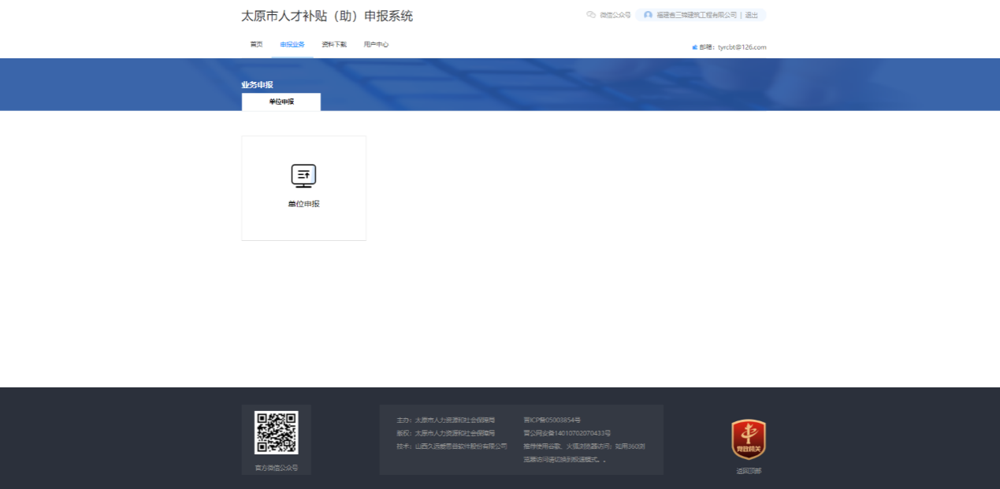 太原市人才补贴（助）申报系统
微信公众号
福建省三臻建筑工程有限公司 | 退出
首页 申报业务 资料下载 用户中心
邮箱：tyrcbt@126.com
业务申报
单位申报
单位申报
主办：太原市人力资源和社会保障局
版权：太原市人力资源和社会保障局
技术：山西久远爱思普软件股份有限公司
晋ICP备05003854号
晋公网安备14010702070433号
推荐使用谷歌、火狐浏览器访问；如用360浏
览器访问请切换到极速模式。。
官方微信公众号
党政机关
返回顶部